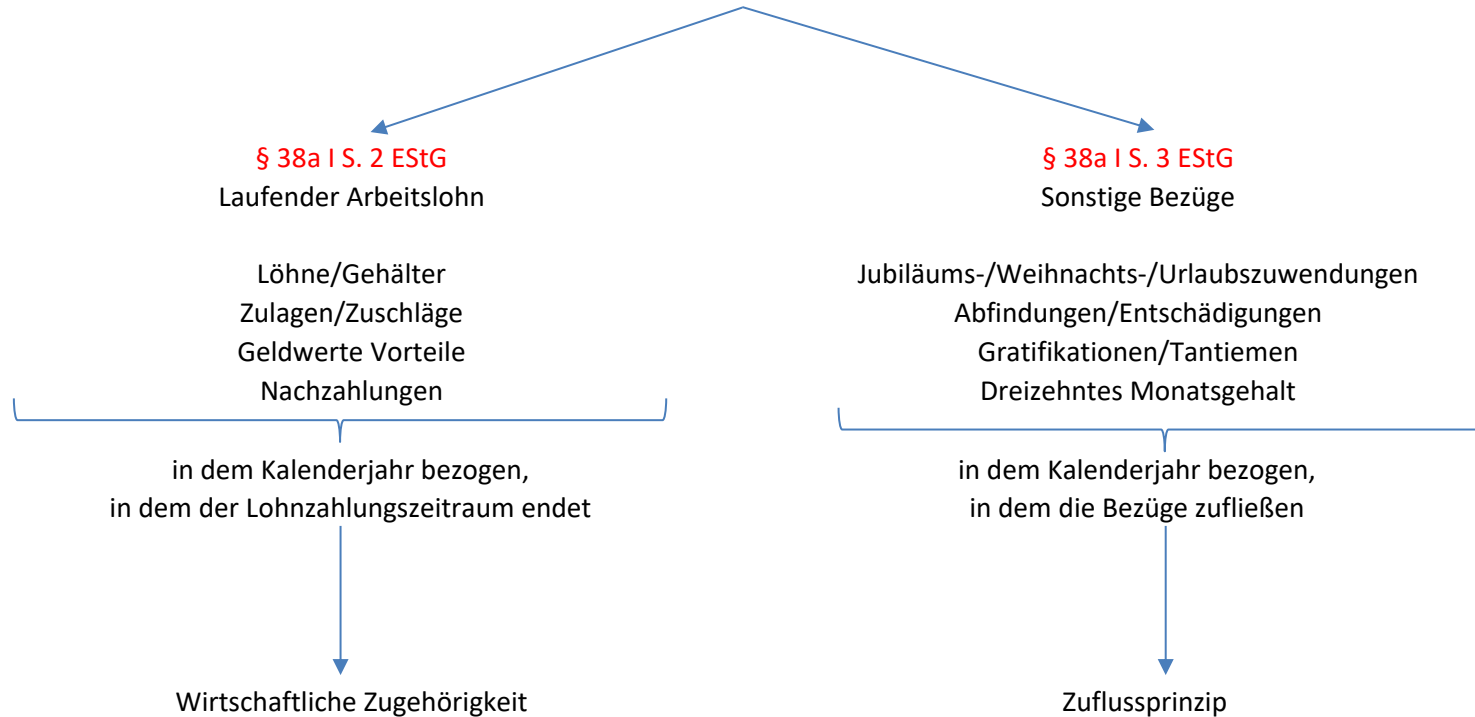 § 38a I S. 2 EStG
Laufender Arbeitslohn
Löhne/Gehälter
Zulagen/Zuschläge
Geldwerte Vorteile
Nachzahlungen
in dem Kalenderjahr bezogen,
in dem der Lohnzahlungszeitraum endet
Wirtschaftliche Zugehörigkeit
§ 38a I S. 3 EStG
Sonstige Bezüge
Jubiläums-/Weihnachts-/Urlaubszuwendungen
Abfindungen/Entschädigungen
Gratifikationen/Tantiemen
Dreizehntes Monatsgehalt
in dem Kalenderjahr bezogen,
in dem die Bezüge zufließen
Zuflussprinzip